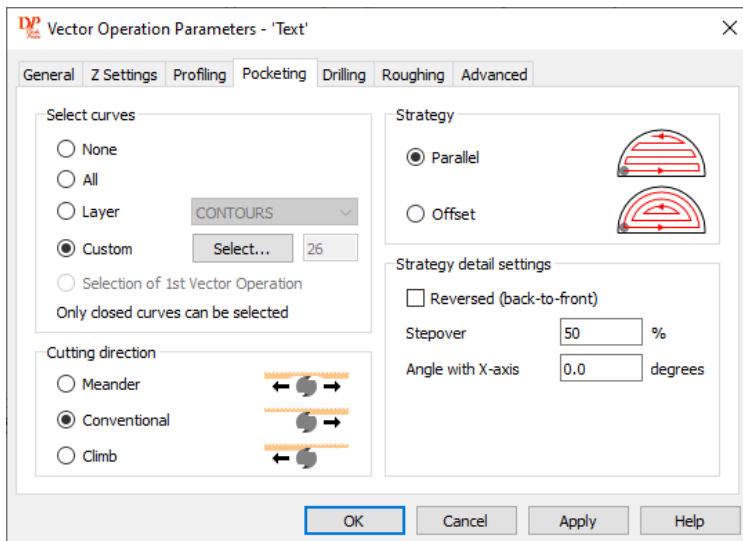 DP Vector Operation Parameters - 'Text'
General Z Settings Profiling Pocketing Drilling Roughing Advanced
Select curves
None
All
Layer CONTOURS
Custom Select... 26
Selection of 1st Vector Operation
Only closed curves can be selected
Cutting direction
Meander
Conventional
Climb
Strategy
Parallel
Offset
Strategy detail settings
Reversed (back-to-front)
Stepover 50 %
Angle with X-axis 0.0 degrees
OK Cancel Apply Help